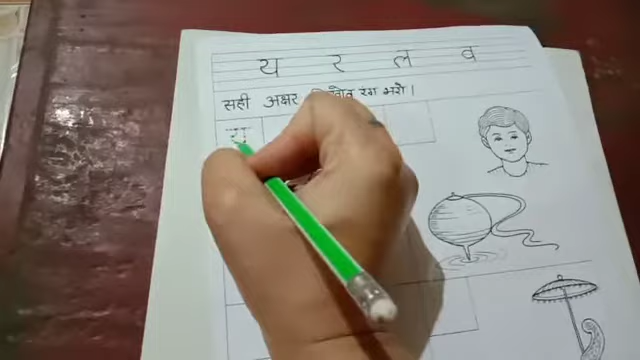 य र ल व
सही अक्षर में रंग भरो।